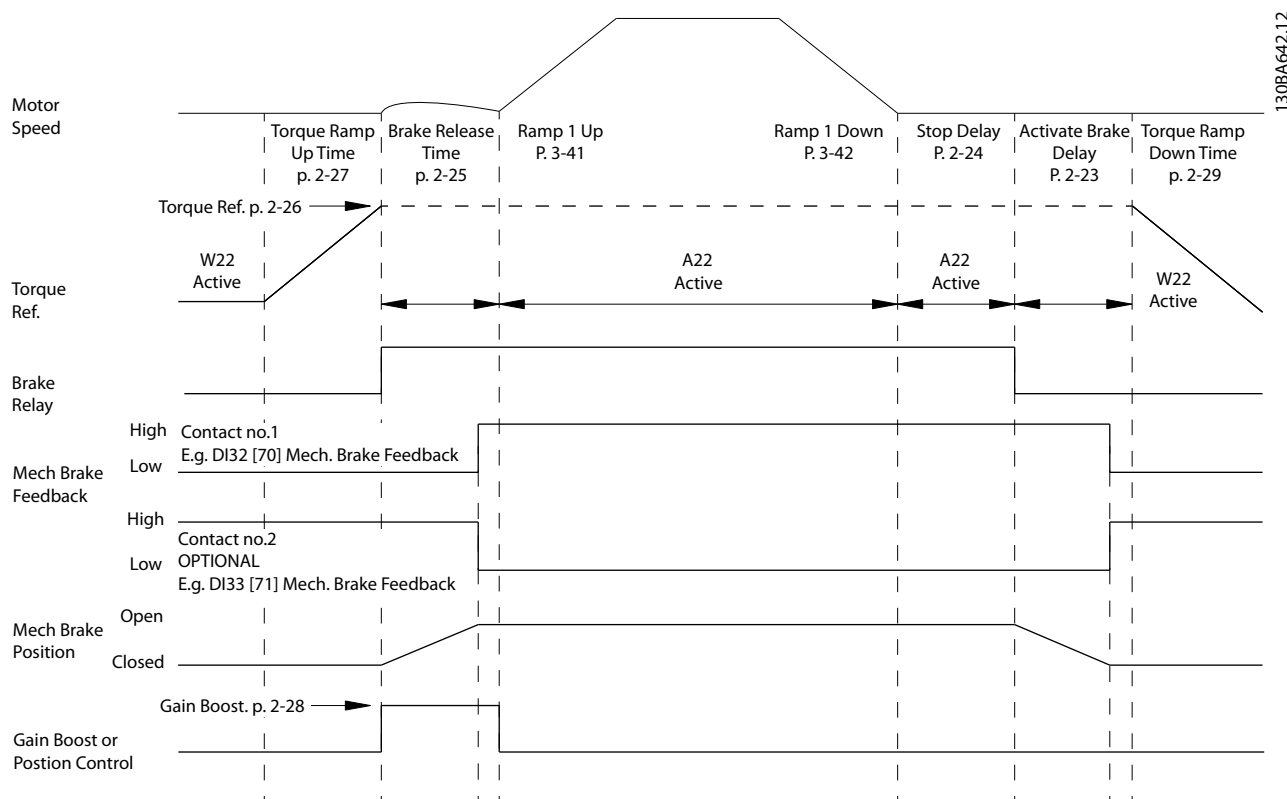 130BA642.12
Motor
Speed
Torque Ramp
Up Time
p. 2-27
Brake Release
Time
p. 2-25
Ramp 1 Up
P. 3-41
Ramp 1 Down
P. 3-42
Stop Delay
P. 2-24
Activate Brake
Delay
P. 2-23
Torque Ramp
Down Time
p. 2-29
Torque Ref. p. 2-26
Torque
Ref.
W22
Active
A22
Active
A22
Active
W22
Active
Brake
Relay
Mech Brake
Feedback
High
Low
Contact no.1
E.g. DI32 [70] Mech. Brake Feedback
High
Low
Contact no.2
OPTIONAL
E.g. DI33 [71] Mech. Brake Feedback
Mech Brake
Position
Open
Closed
Gain Boost. p. 2-28
Gain Boost or
Postion Control